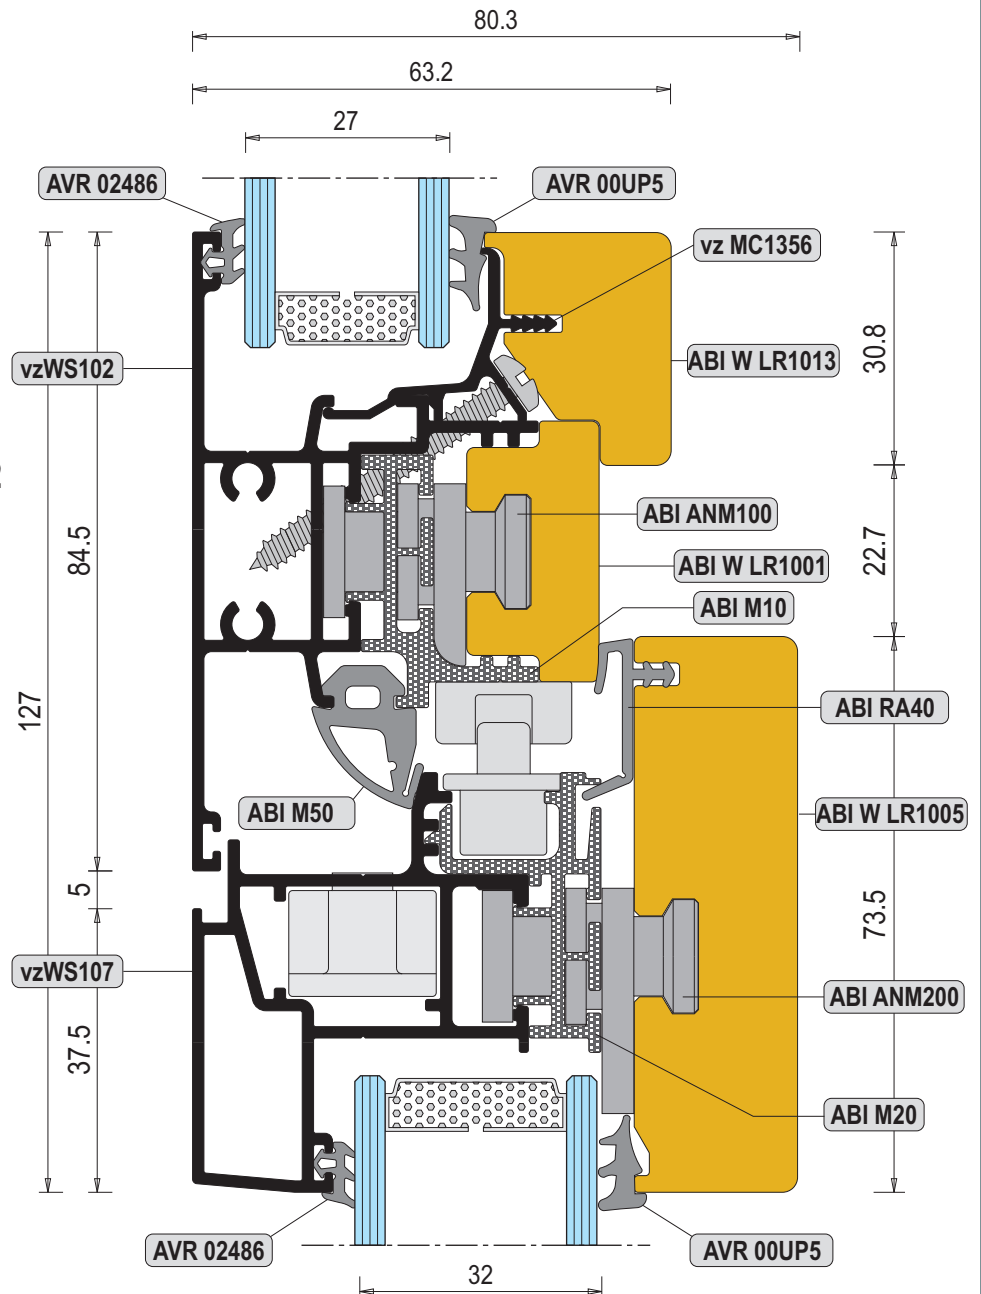 80.3
63.2
27
AVR 02486
AVR 00UP5
vz MC1356
30.8
vzWS102
ABI W LR1013
84.5
ABI ANM100
22.7
ABI W LR1001
ABI M10
127
ABI RA40
ABI M50
ABI W LR1005
5
73.5
vzWS107
ABI ANM200
37.5
ABI M20
AVR 02486
AVR 00UP5
32